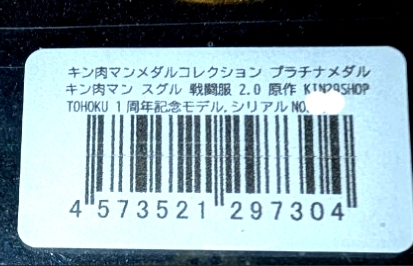 キン肉マンメダルコレクション プラチナメダル
キン肉マン スグル 戦闘服 2.0 原作 KIN29SHOP
TOHOKU 1周年記念モデル.シリアルNO.
4 573521 297304